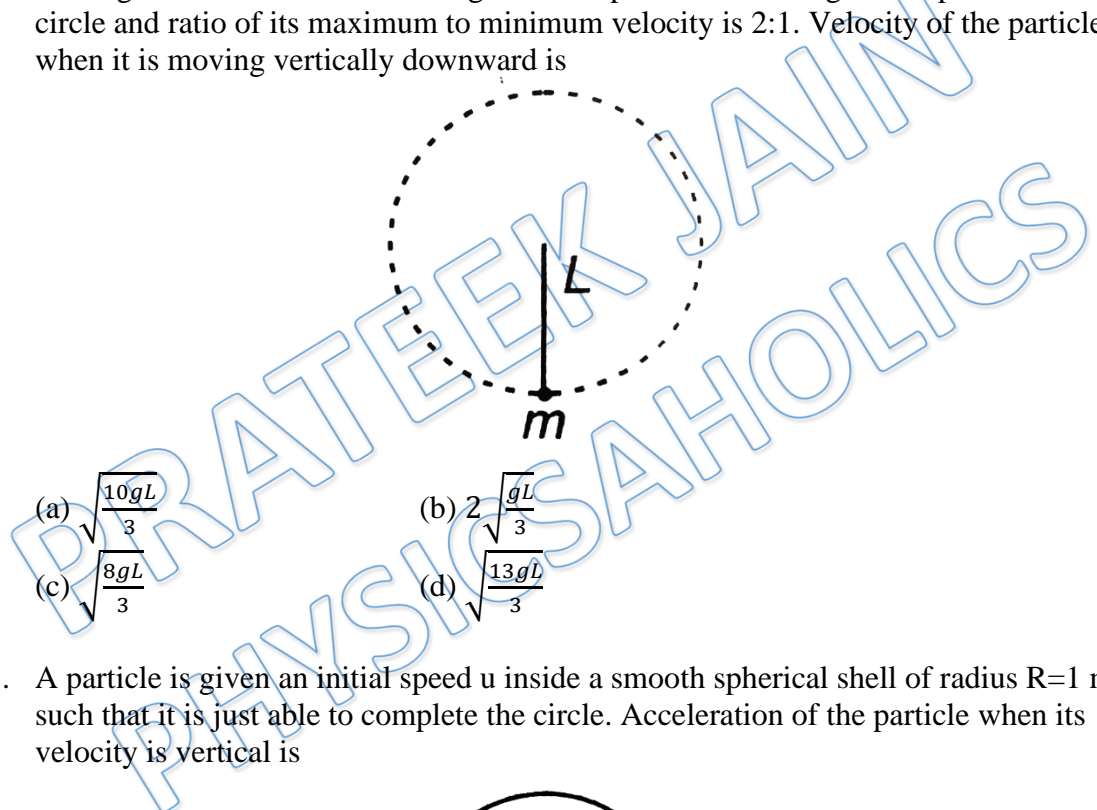 circle and ratio of its maximum to minimum velocity is 2:1. Velocity of the particle
when it is moving vertically downward is
L
m
(a) √(10gL/3) (b) 2√(gL/3)
(c) √(8gL/3) (d) √(13gL/3)
. A particle is given an initial speed u inside a smooth spherical shell of radius R=1
such that it is just able to complete the circle. Acceleration of the particle when its
velocity is vertical is
PRATEEK JAIN
PHYSICSAHOLICS